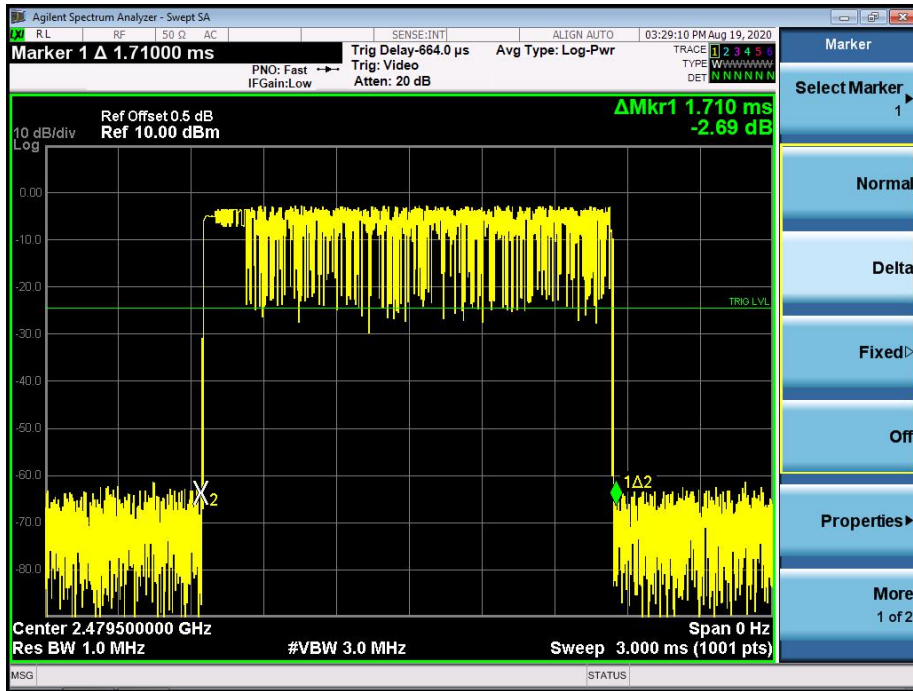 Agilent Spectrum Analyzer - Swept SA
LXI RL RF 50 Ω AC SENSE:INT ALIGN AUTO 03:29:10 PM Aug 19, 2020
Marker 1 Δ 1.71000 ms
Trig Delay-664.0 µs Avg Type: Log-Pwr TRACE 1 2 3 4 5 6
PNO: Fast Trig: Video TYPE WWWWWW
IFGain:Low Atten: 20 dB DET N N N N N N
ΔMkr1 1.710 ms
-2.69 dB
Ref Offset 0.5 dB
10 dB/div Ref 10.00 dBm
Log
0.00
-10.0
-20.0
TRIG LVL
-30.0
-40.0
-50.0
-60.0
1Δ2
2
-70.0
-80.0
Center 2.479500000 GHz Span 0 Hz
Res BW 1.0 MHz #VBW 3.0 MHz Sweep 3.000 ms (1001 pts)
MSG STATUS
Marker
Select Marker
1
Normal
Delta
Fixed
Off
Properties
More
1 of 2